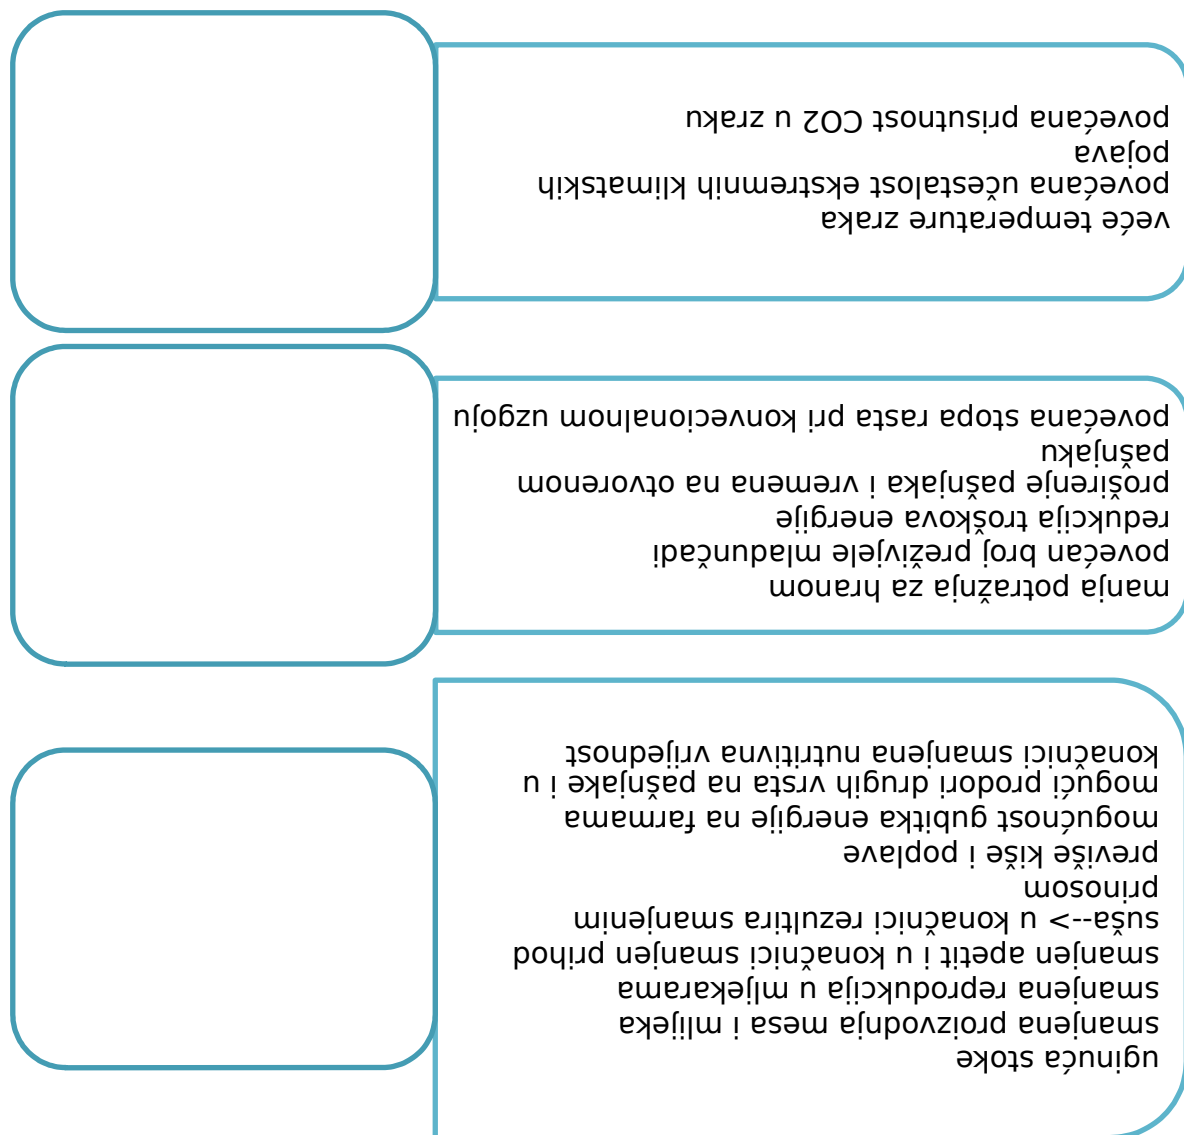 uginuća stoke
smanjena proizvodnja mesa i mlijeka
smanjena reprodukcija u mljekarama
smanjen apetit i u konačnici smanjen prihod
suša--> u konačnici rezultira smanjenim
prinosom
previše kiše i poplave
mogućnost gubitka energije na farmama
mogući prodori drugih vrsta na pašnjake i u
konačnici smanjena nutritivna vrijednost
manja potražnja za hranom
povećan broj preživjele mladunčadi
redukcija troškova energije
proširenje pašnjaka i vremena na otvorenom
pašnjaku
povećana stopa rasta pri konvecionalnom uzgoju
veće temperature zraka
povećana učestalost ekstremnih klimatskih
pojava
povećana prisutnost CO2 u zraku